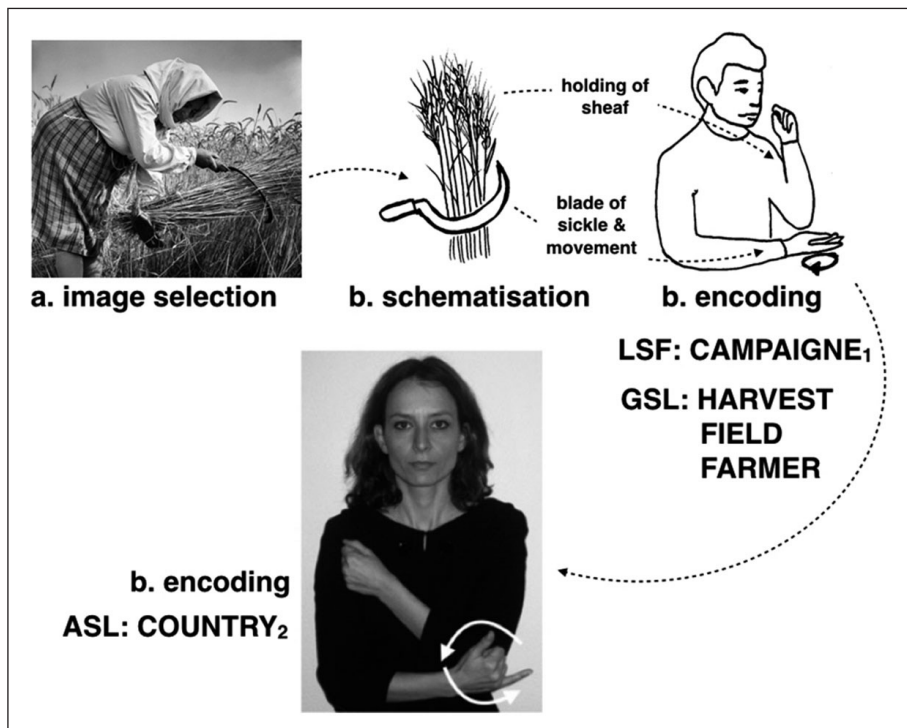 holding of
sheaf
blade of
sickle &
movement
a. image selection
b. schematisation
b. encoding
LSF: CAMPAIGNE₁
GSL: HARVEST
FIELD
FARMER
b. encoding
ASL: COUNTRY₂